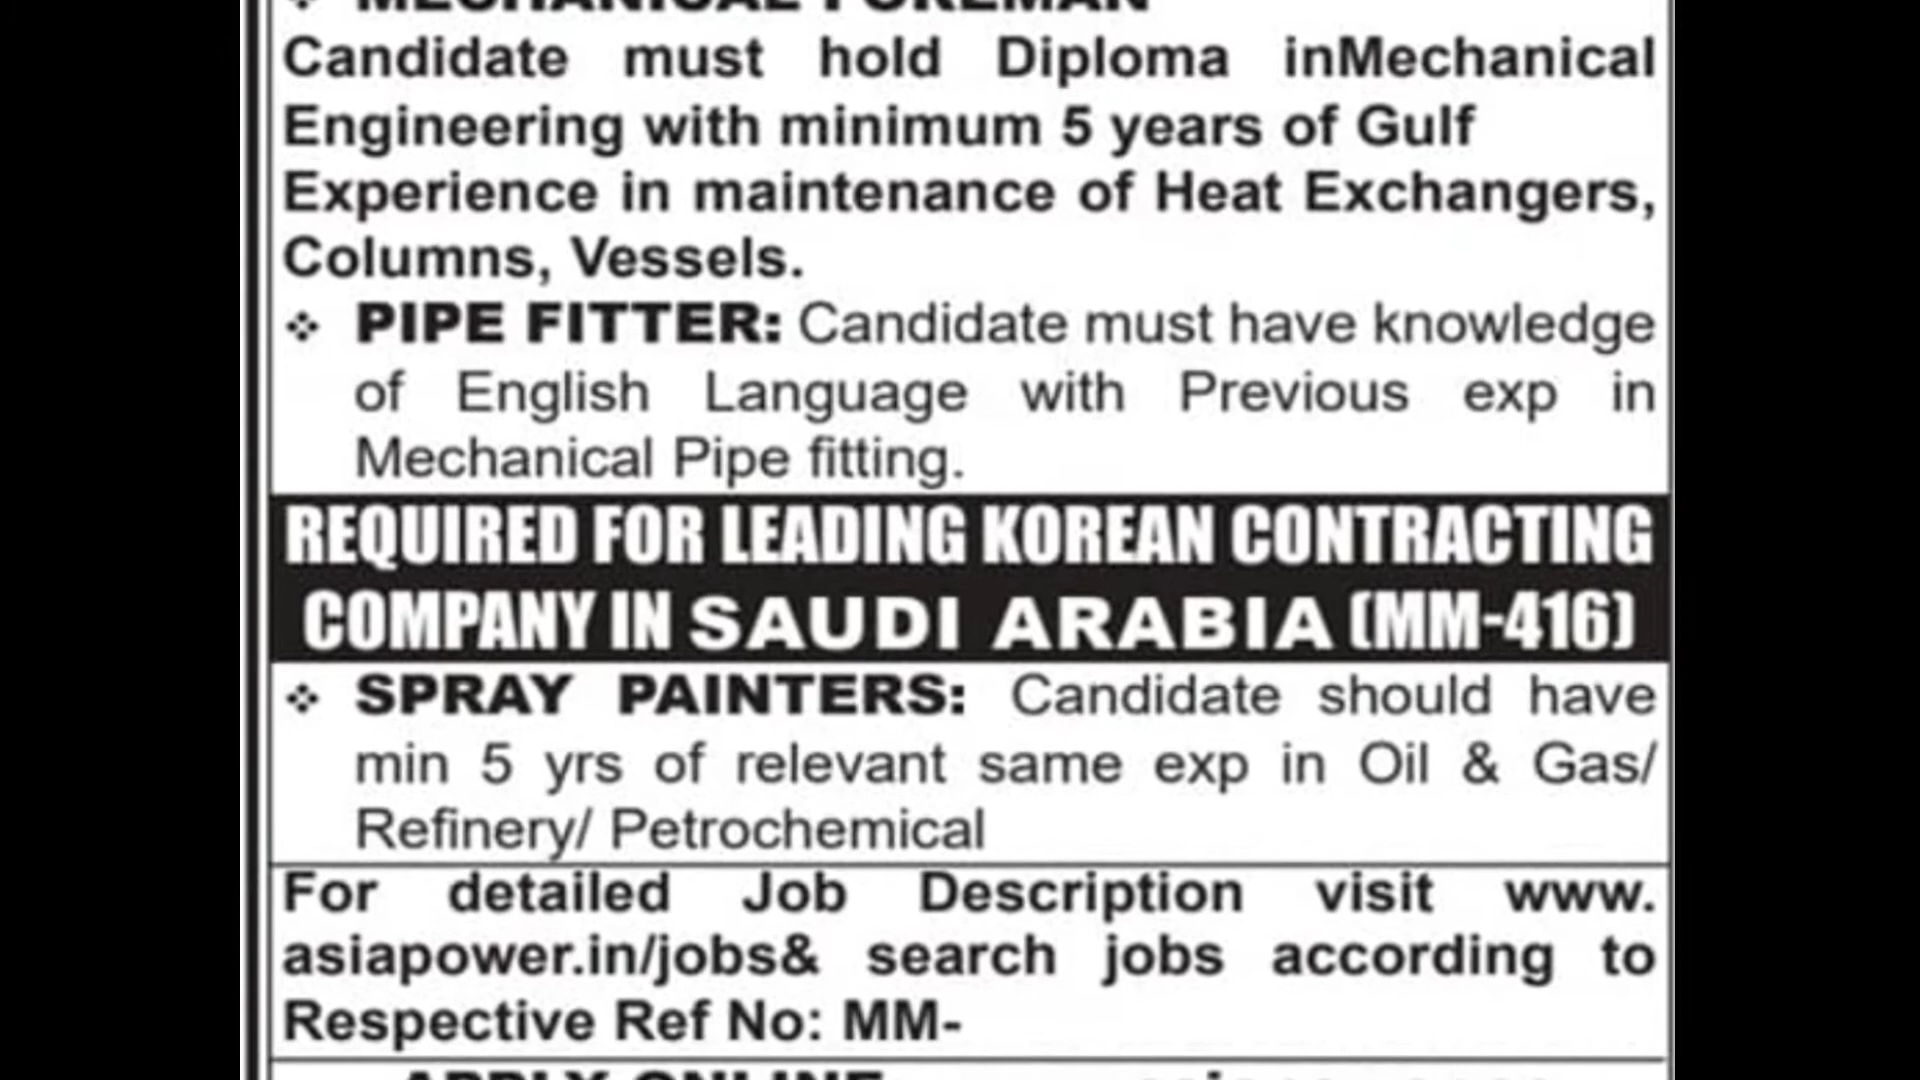 MECHANICAL FOREMAN
Candidate must hold Diploma inMechanical
Engineering with minimum 5 years of Gulf
Experience in maintenance of Heat Exchangers,
Columns, Vessels.
❖ PIPE FITTER: Candidate must have knowledge
of English Language with Previous exp in
Mechanical Pipe fitting.
REQUIRED FOR LEADING KOREAN CONTRACTING
COMPANY IN SAUDI ARABIA (MM-416)
❖ SPRAY PAINTERS: Candidate should have
min 5 yrs of relevant same exp in Oil & Gas/
Refinery/ Petrochemical
For detailed Job Description visit www.
asiapower.in/jobs& search jobs according to
Respective Ref No: MM-
APPLY ONLINE